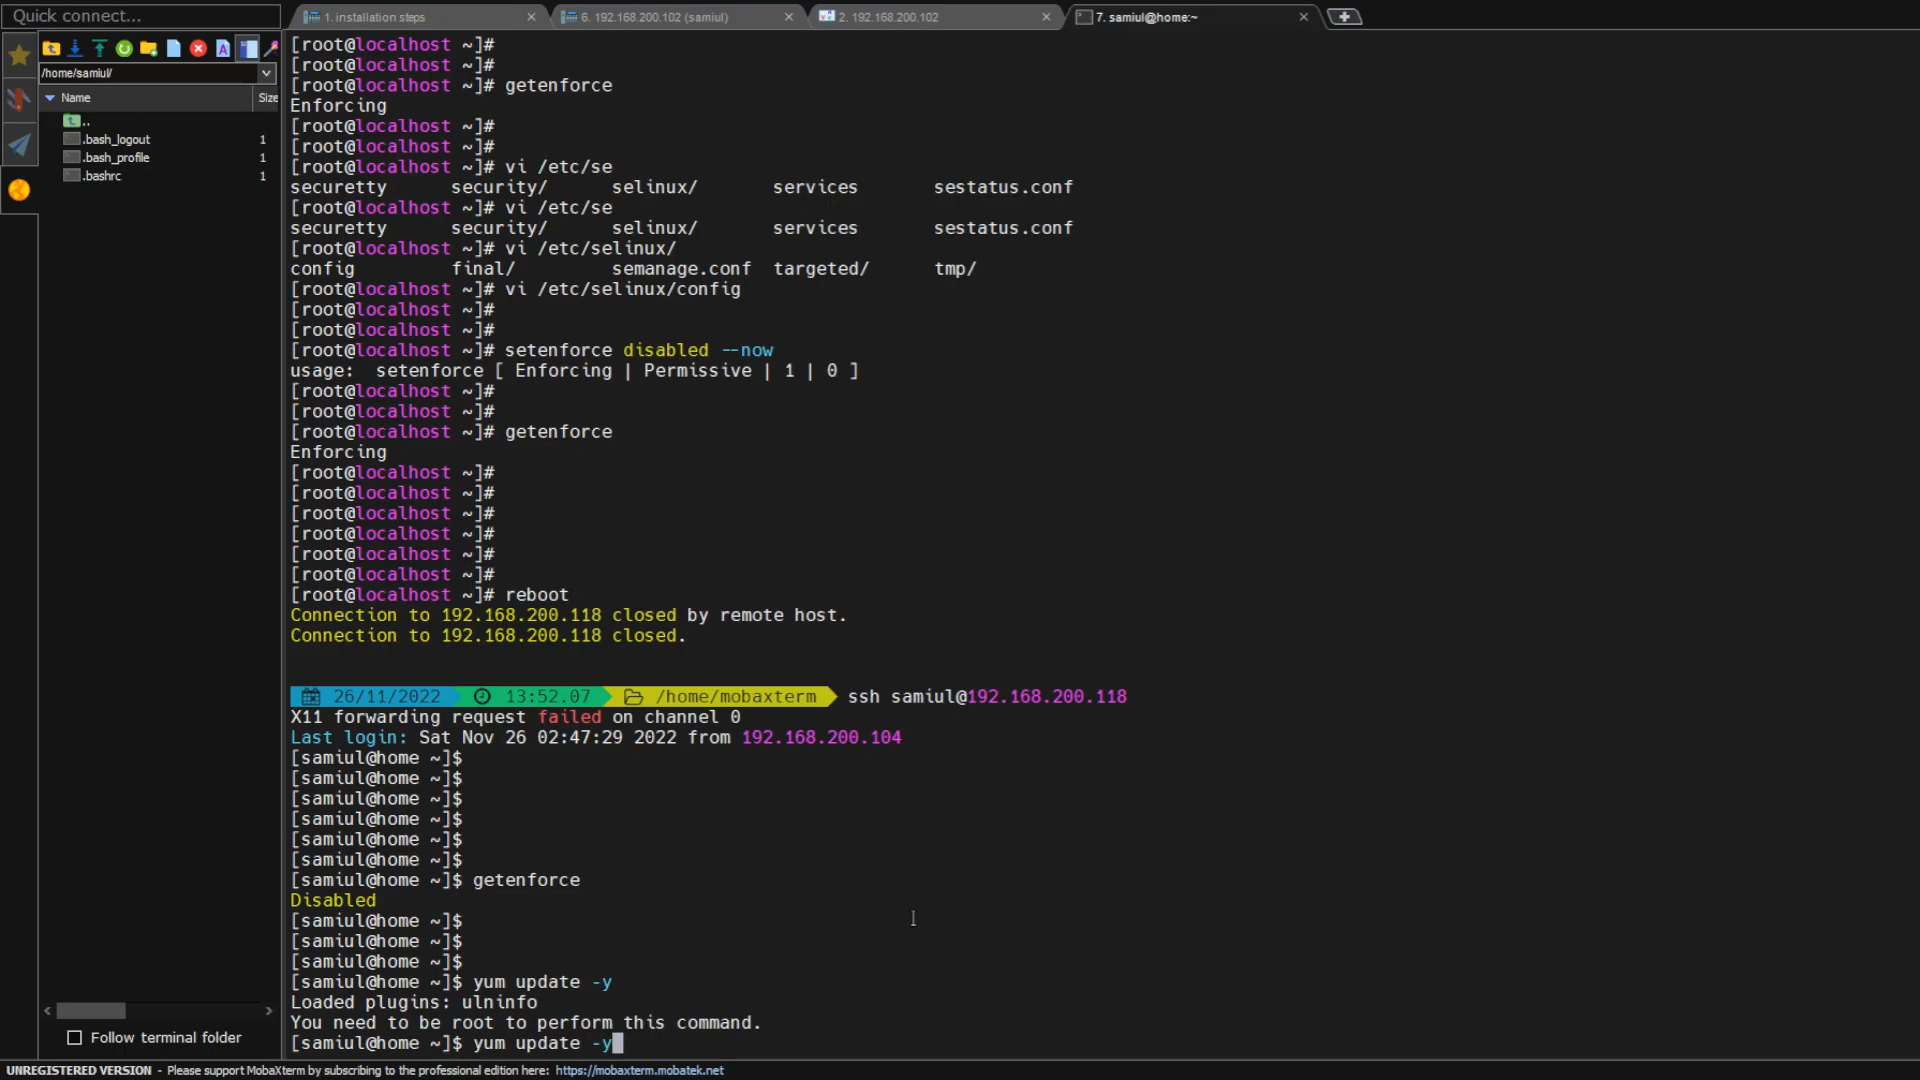 Quick connect...
1. installation steps
6. 192.168.200.102 (samiul)
2. 192.168.200.102
7. samiul@home:~
/home/samiul/
Name
Size
..
.bash_logout 1
.bash_profile 1
.bashrc 1
Follow terminal folder
[root@localhost ~]#
[root@localhost ~]#
[root@localhost ~]# getenforce
Enforcing
[root@localhost ~]#
[root@localhost ~]#
[root@localhost ~]# vi /etc/se
securetty security/ selinux/ services sestatus.conf
[root@localhost ~]# vi /etc/se
securetty security/ selinux/ services sestatus.conf
[root@localhost ~]# vi /etc/selinux/
config final/ semanage.conf targeted/ tmp/
[root@localhost ~]# vi /etc/selinux/config
[root@localhost ~]#
[root@localhost ~]#
[root@localhost ~]# setenforce disabled --now
usage:  setenforce [ Enforcing | Permissive | 1 | 0 ]
[root@localhost ~]#
[root@localhost ~]#
[root@localhost ~]# getenforce
Enforcing
[root@localhost ~]#
[root@localhost ~]#
[root@localhost ~]#
[root@localhost ~]#
[root@localhost ~]#
[root@localhost ~]#
[root@localhost ~]# reboot
Connection to 192.168.200.118 closed by remote host.
Connection to 192.168.200.118 closed.
26/11/2022 13:52.07 /home/mobaxterm ssh samiul@192.168.200.118
X11 forwarding request failed on channel 0
Last login: Sat Nov 26 02:47:29 2022 from 192.168.200.104
[samiul@home ~]$
[samiul@home ~]$
[samiul@home ~]$
[samiul@home ~]$
[samiul@home ~]$
[samiul@home ~]$
[samiul@home ~]$ getenforce
Disabled
[samiul@home ~]$
[samiul@home ~]$
[samiul@home ~]$
[samiul@home ~]$ yum update -y
Loaded plugins: ulninfo
You need to be root to perform this command.
[samiul@home ~]$ yum update -y
UNREGISTERED VERSION - Please support MobaXterm by subscribing to the professional edition here: https://mobaxterm.mobatek.net